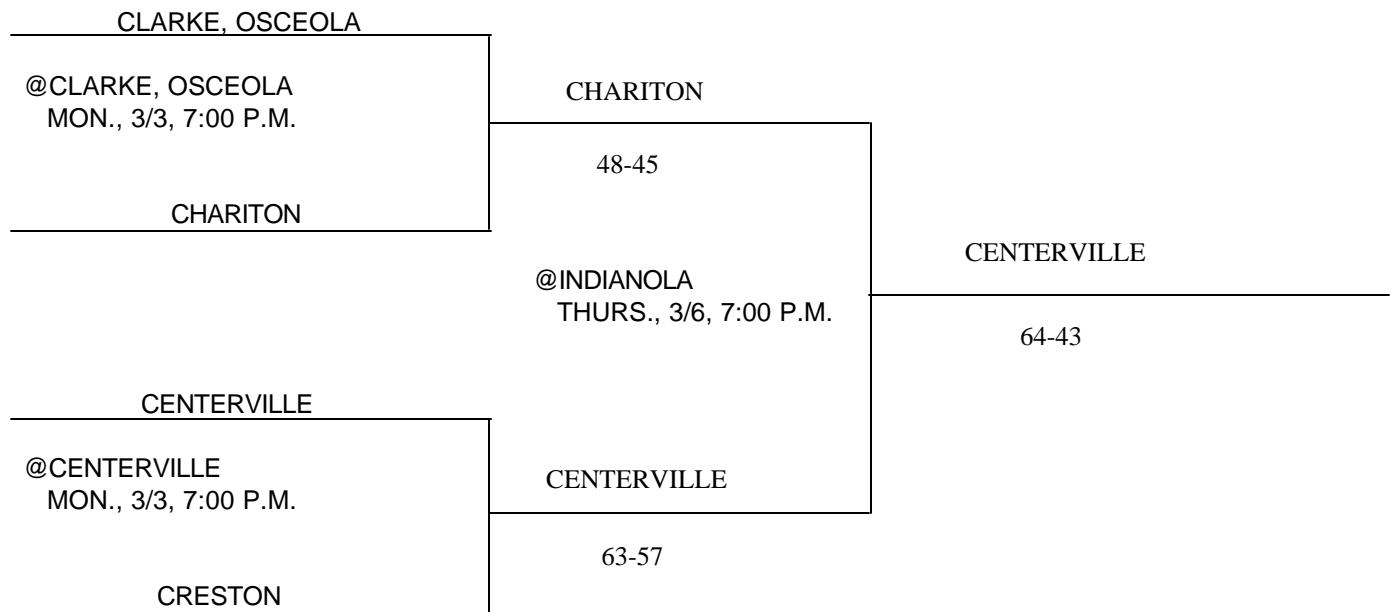 CLARKE, OSCEOLA
@CLARKE, OSCEOLA
MON., 3/3, 7:00 P.M.
CHARITON
48-45
CHARITON
@INDIANOLA
THURS., 3/6, 7:00 P.M.
CENTERVILLE
64-43
CENTERVILLE
@CENTERVILLE
MON., 3/3, 7:00 P.M.
CENTERVILLE
63-57
CRESTON